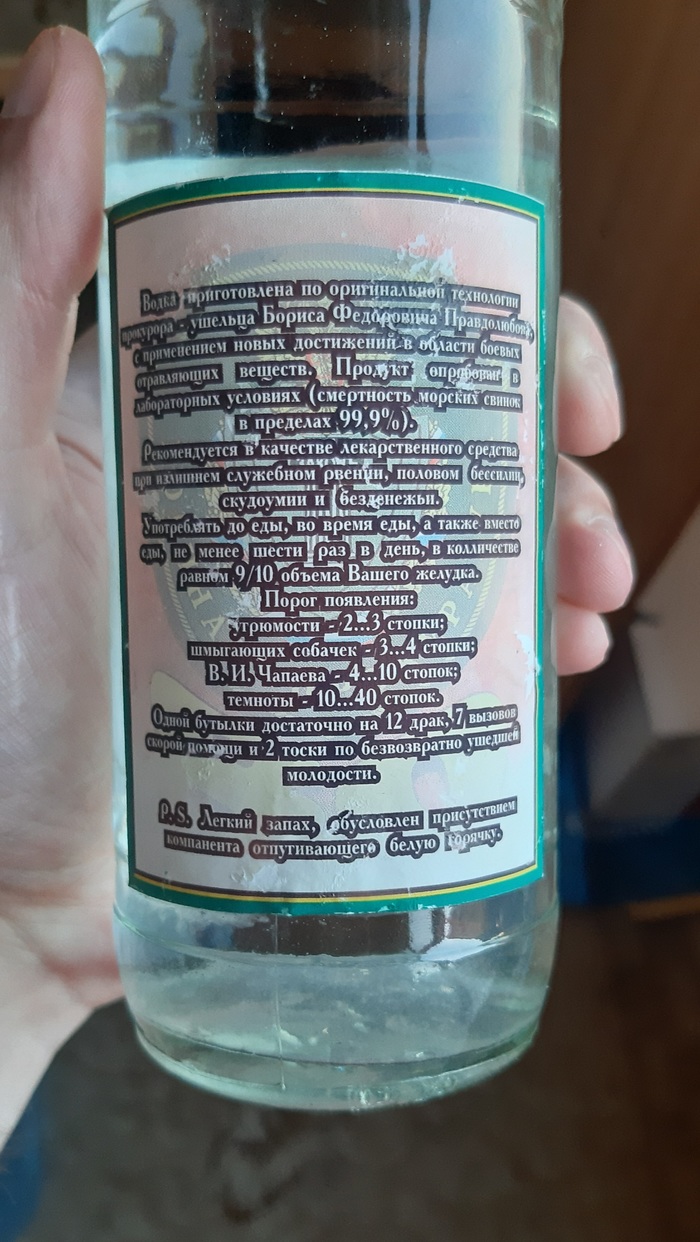 Водка приготовлена по оригинальной технологии
прокурора - ушельца Бориса Федоровича Правдолюбова,
с применением новых достижений в области боевых
отравляющих веществ. Продукт опробован в
лабораторных условиях (смертность морских свинок
в пределах 99,9%).
Рекомендуется в качестве лекарственного средства
при излишнем служебном рвении, половом бессилии,
скудоумии и безденежьи.
Употреблять до еды, во время еды, а также вместо
еды, не менее шести раз в день, в колличестве
равном 9/10 объема Вашего желудка.
Порог появления:
угрюмости - 2...3 стопки;
шмыгающих собачек - 3...4 стопки;
В. И. Чапаева - 4...10 стопок;
темноты - 10...40 стопок.
Одной бутылки достаточно на 12 драк, 7 вызовов
скорой помощи и 2 тоски по безвозвратно ушедшей
молодости.
P.S. Легкий запах, обусловлен присутствием
компанента отпугивающего белую горячку.